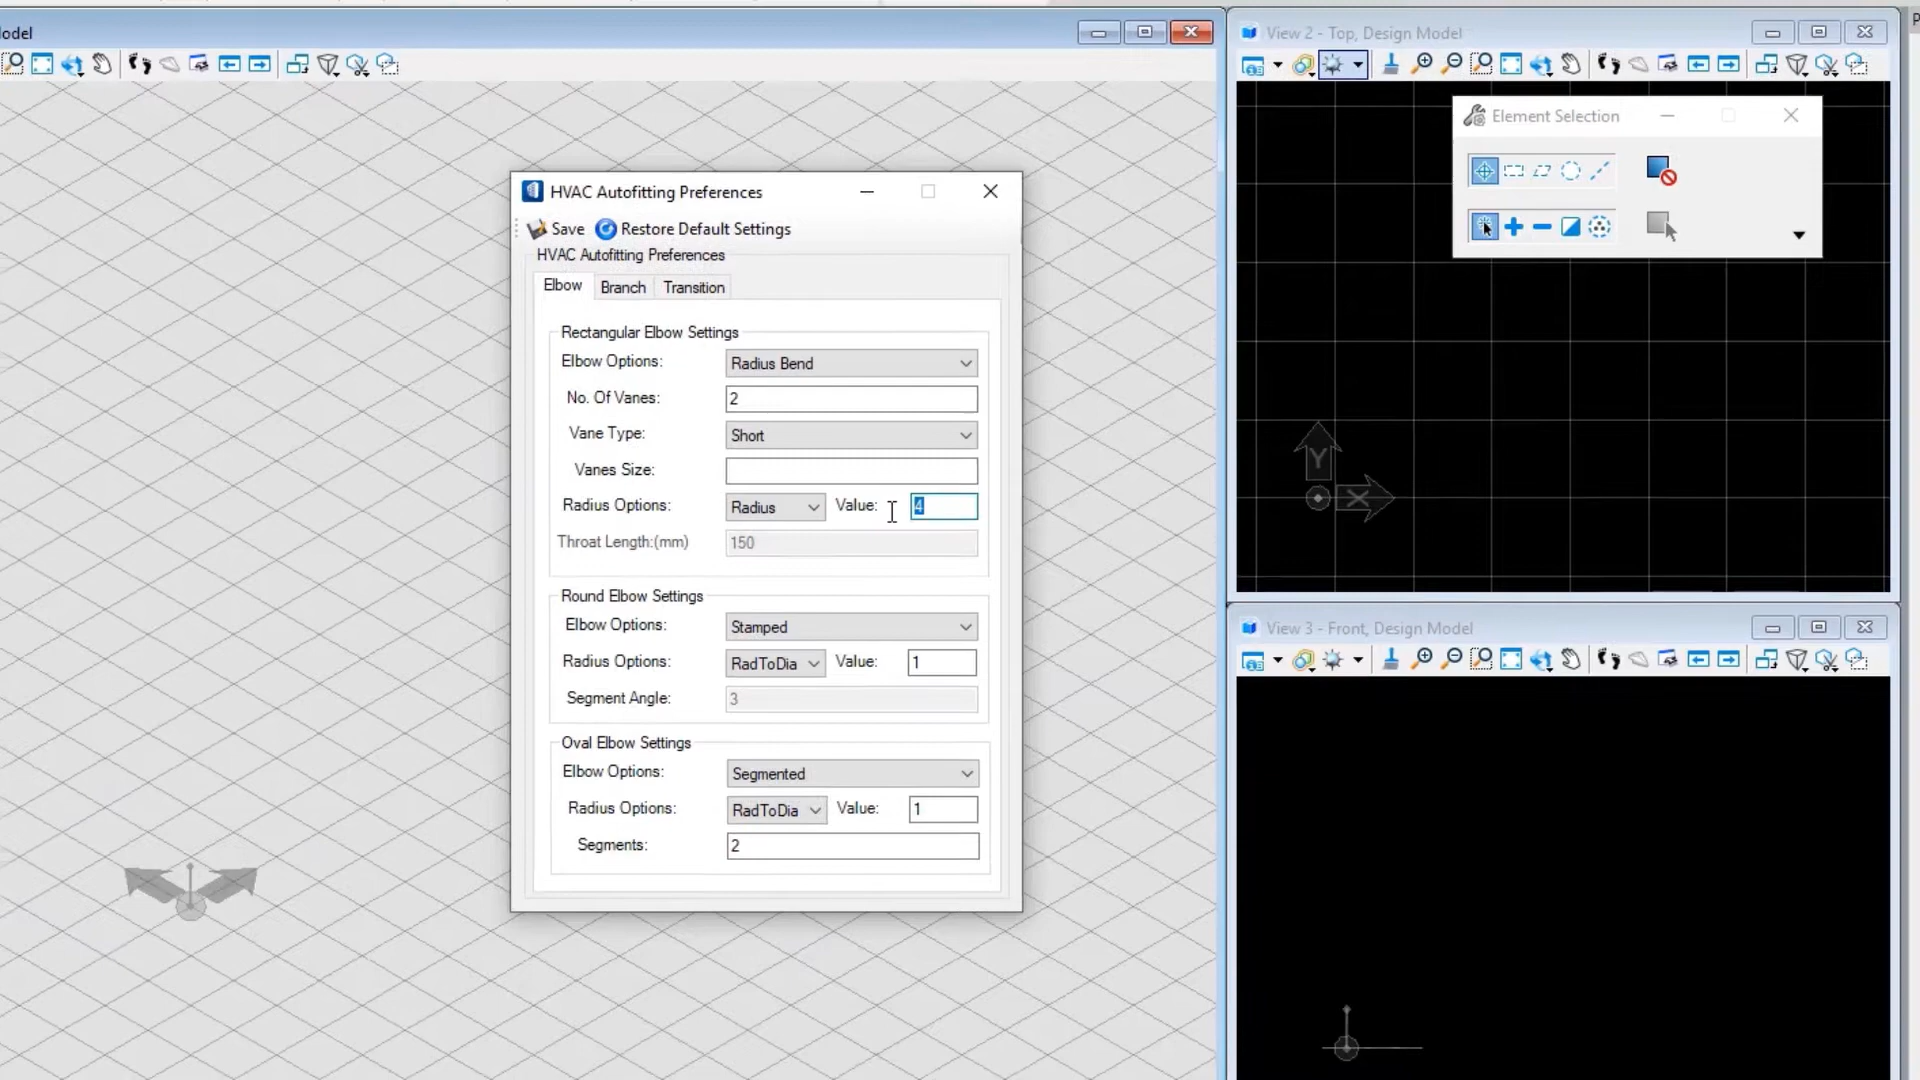 odel
View 2 - Top, Design Model
Element Selection
HVAC Autofitting Preferences
Save Restore Default Settings
HVAC Autofitting Preferences
Elbow Branch Transition
Rectangular Elbow Settings
Elbow Options: Radius Bend
No. Of Vanes: 2
Vane Type: Short
Vanes Size:
Radius Options: Radius Value: 4
Throat Length:(mm) 150
Round Elbow Settings
Elbow Options: Stamped
Radius Options: RadToDia Value: 1
Segment Angle: 3
Oval Elbow Settings
Elbow Options: Segmented
Radius Options: RadToDia Value: 1
Segments: 2
Y
X
View 3 - Front, Design Model